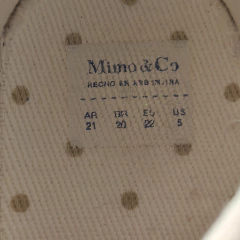 Mimo & Co
HECHO EN ARGENTINA
AR BR EU US
21 20 22 5